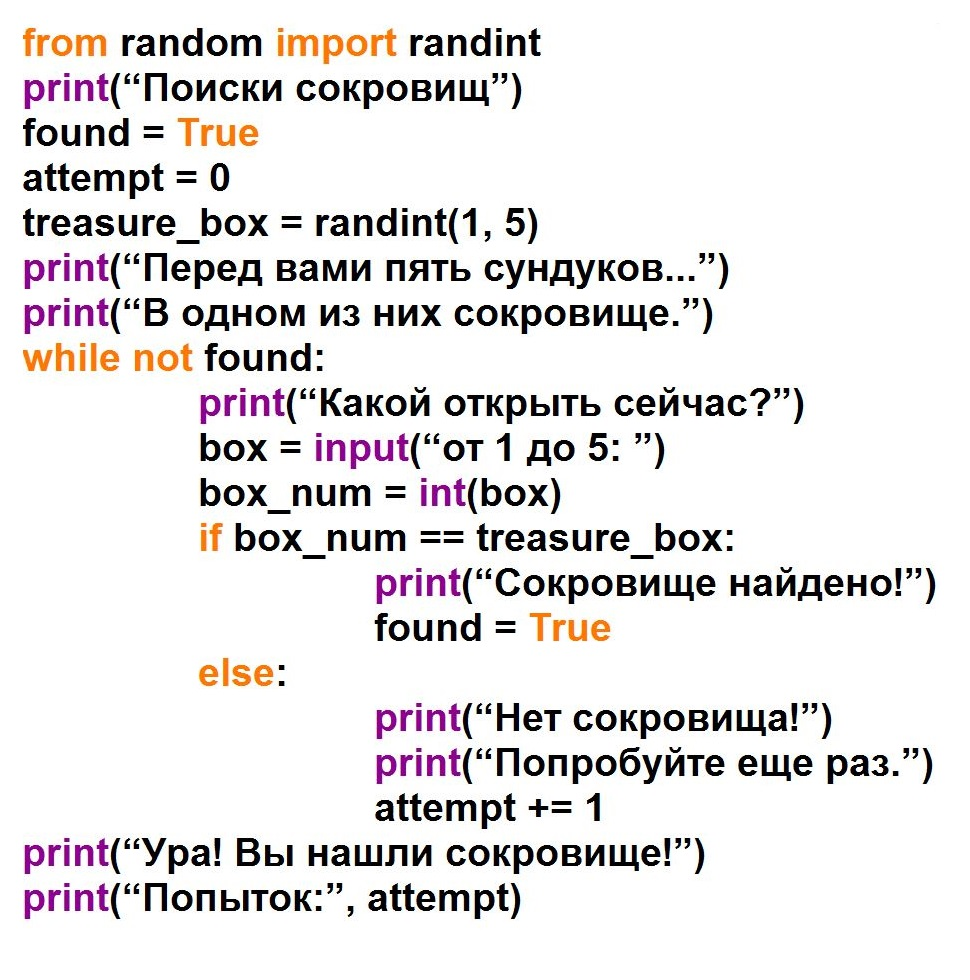 from random import randint
print(“Поиски сокровищ”)
found = True
attempt = 0
treasure_box = randint(1, 5)
print(“Перед вами пять сундуков...”)
print(“В одном из них сокровище.”)
while not found:
print(“Какой открыть сейчас?”)
box = input(“от 1 до 5: ”)
box_num = int(box)
if box_num == treasure_box:
print(“Сокровище найдено!”)
found = True
else:
print(“Нет сокровища!”)
print(“Попробуйте еще раз.”)
attempt += 1
print(“Ура! Вы нашли сокровище!”)
print(“Попыток:”, attempt)